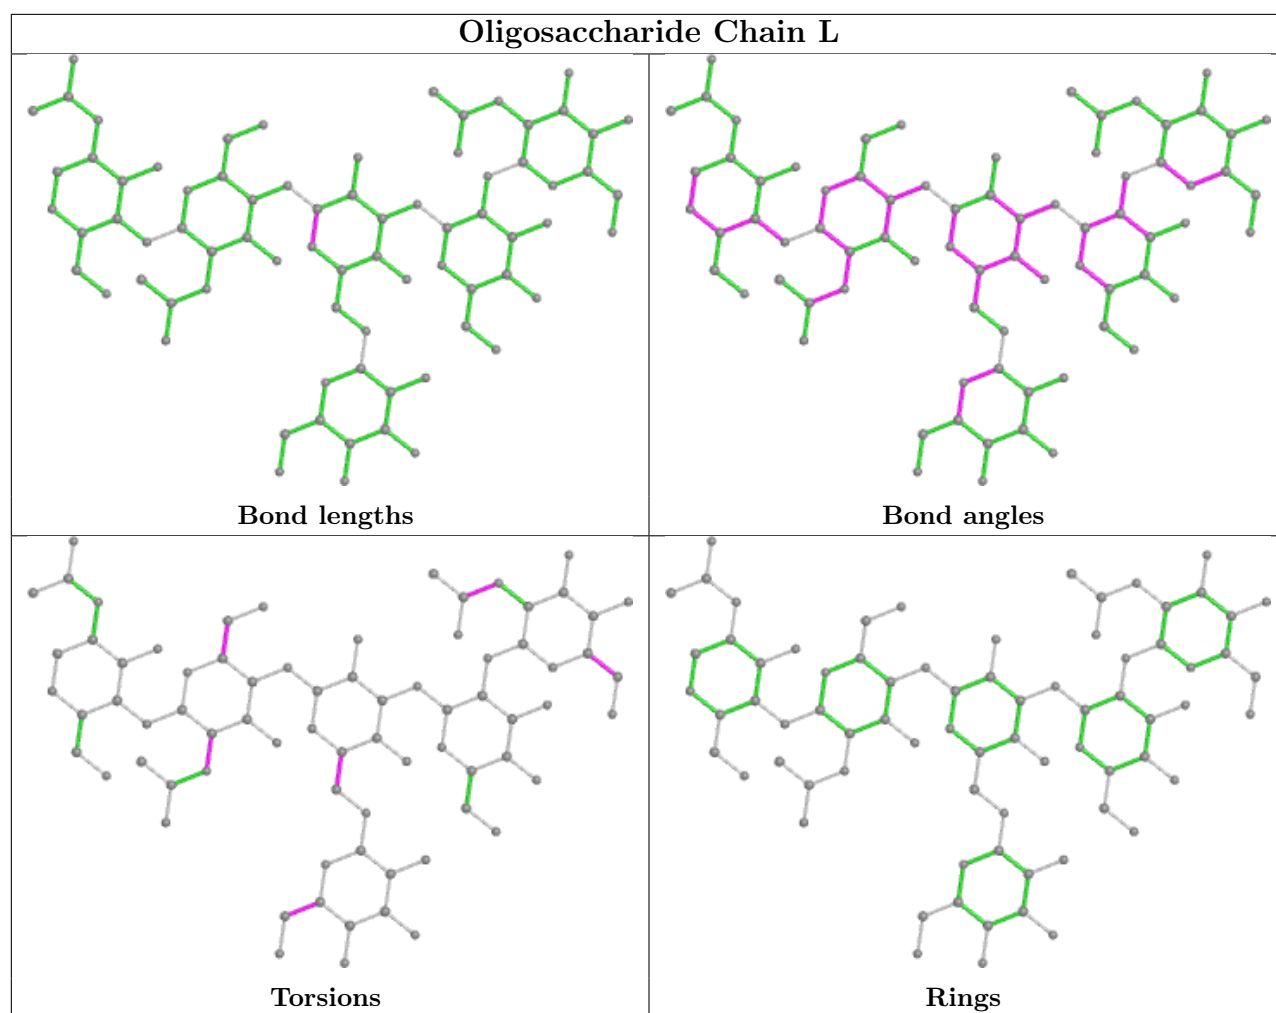 Oligosaccharide Chain L
Bond lengths
Bond angles
Torsions
Rings